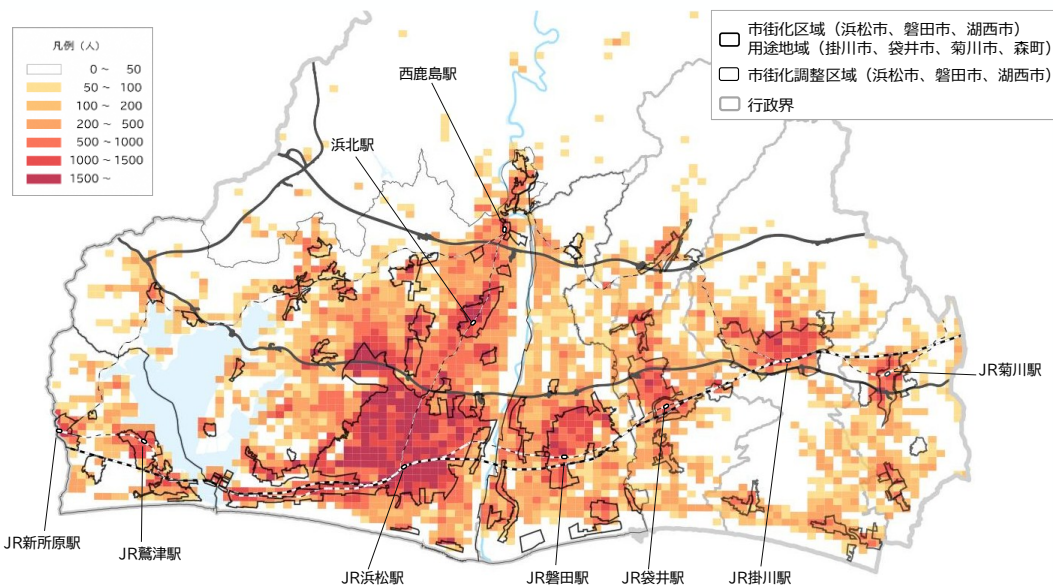 凡例（人）
0～ 50
50～ 100
100～ 200
200～ 500
500～1000
1000～1500
1500～
市街化区域（浜松市、磐田市、湖西市）
用途地域（掛川市、袋井市、菊川市、森町）
市街化調整区域（浜松市、磐田市、湖西市）
行政界
西鹿島駅
浜北駅
JR菊川駅
JR新所原駅
JR鷲津駅
JR浜松駅
JR磐田駅
JR袋井駅
JR掛川駅